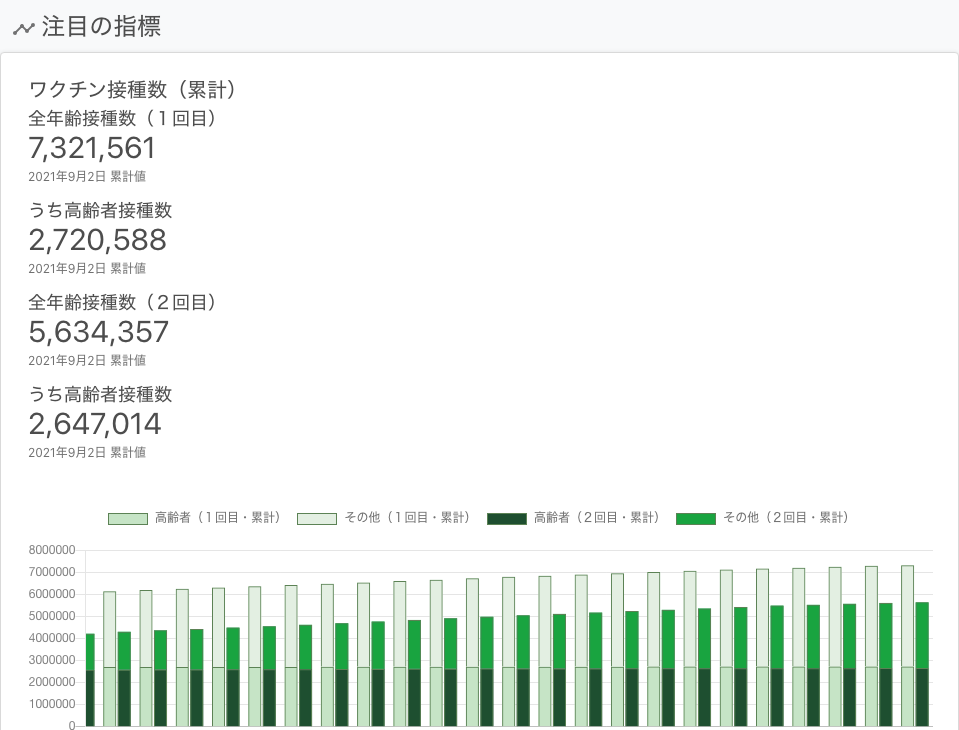 注目の指標
ワクチン接種数（累計）
全年齢接種数（１回目）
7,321,561
2021年9月2日 累計値
うち高齢者接種数
2,720,588
2021年9月2日 累計値
全年齢接種数（２回目）
5,634,357
2021年9月2日 累計値
うち高齢者接種数
2,647,014
2021年9月2日 累計値
高齢者（１回目・累計） その他（１回目・累計） 高齢者（２回目・累計） その他（２回目・累計）
8000000
7000000
6000000
5000000
4000000
3000000
2000000
1000000
0